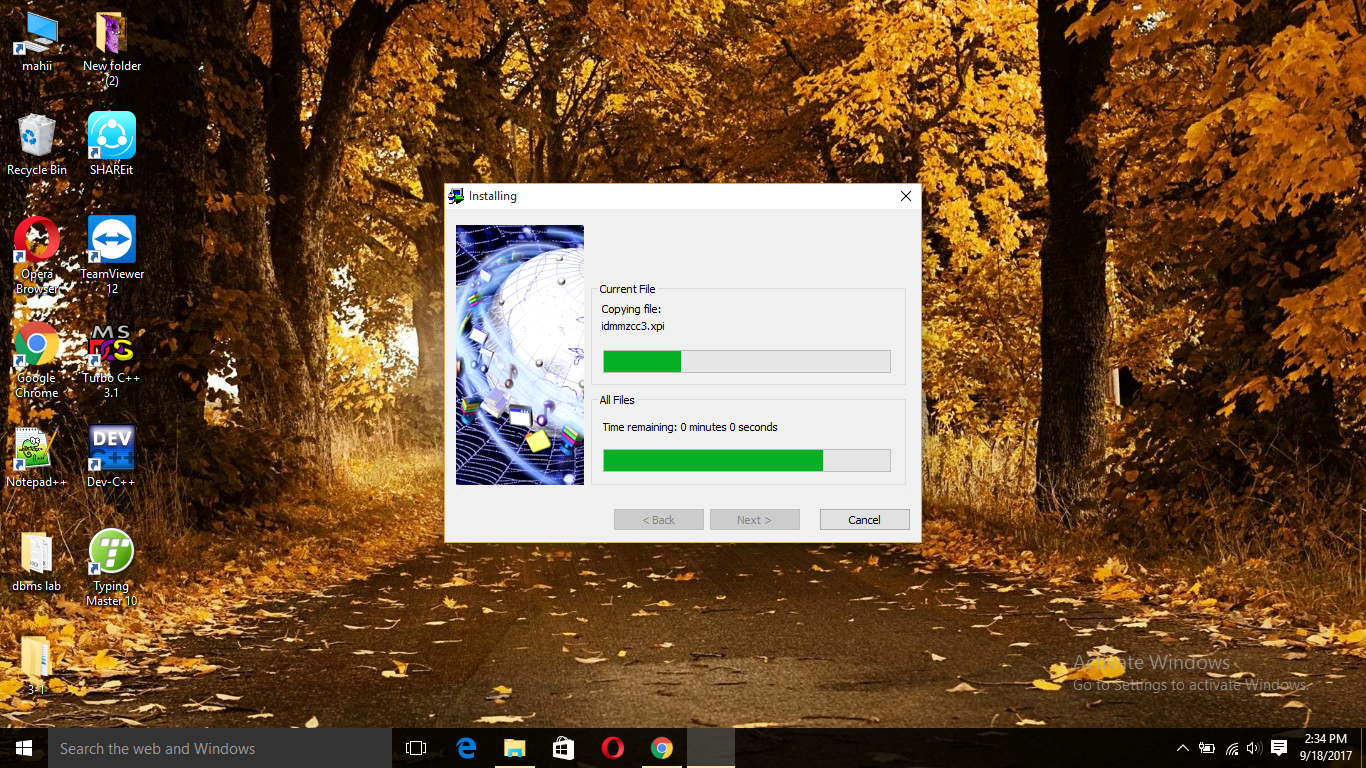 mahii
New folder
(2)
Recycle Bin
SHAREit
Opera
Browser
TeamViewer
12
Google
Chrome
MS
DOS
Turbo C++
3.1
Notepad++
DEV
C++
Dev-C++
dbms lab
Typing
Master 10
3-1
Installing
Current File
Copying file:
idmmzcc3.xpi
All Files
Time remaining: 0 minutes 0 seconds
< Back
Next >
Cancel
Activate Windows
Go to Settings to activate Windows.
Search the web and Windows
2:34 PM
9/18/2017